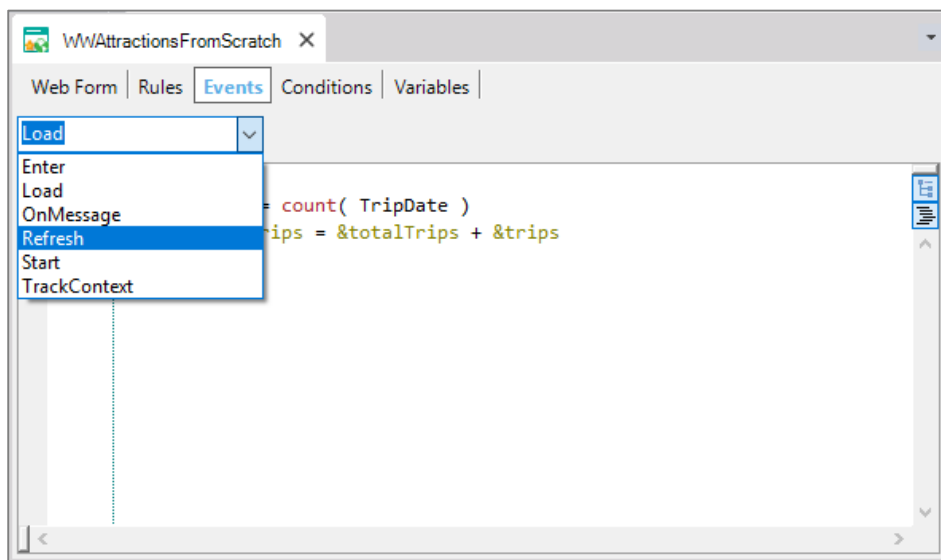 WWAttractionsFromScratch
Web Form Rules Events Conditions Variables
Load
Enter
Load
OnMessage
Refresh
Start
TrackContext
= count( TripDate )
rips = &totalTrips + &trips